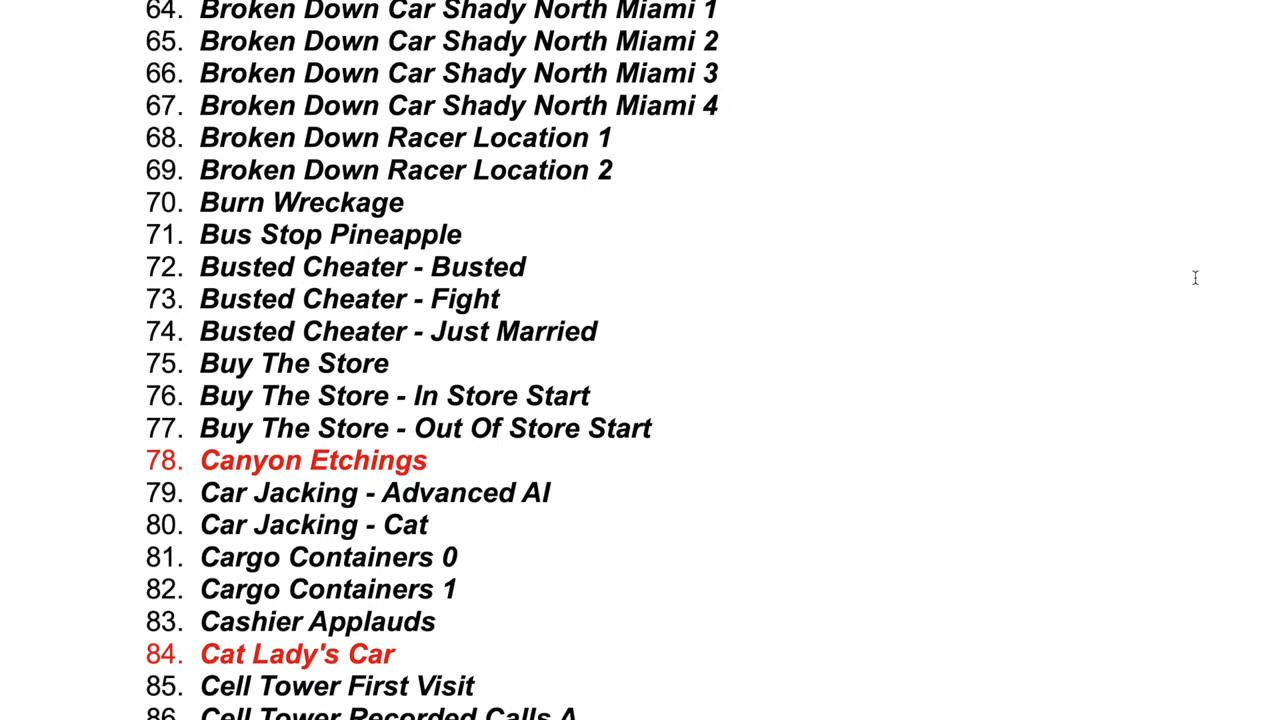 64. Broken Down Car Shady North Miami 1
65. Broken Down Car Shady North Miami 2
66. Broken Down Car Shady North Miami 3
67. Broken Down Car Shady North Miami 4
68. Broken Down Racer Location 1
69. Broken Down Racer Location 2
70. Burn Wreckage
71. Bus Stop Pineapple
72. Busted Cheater - Busted
73. Busted Cheater - Fight
74. Busted Cheater - Just Married
75. Buy The Store
76. Buy The Store - In Store Start
77. Buy The Store - Out Of Store Start
78. Canyon Etchings
79. Car Jacking - Advanced AI
80. Car Jacking - Cat
81. Cargo Containers 0
82. Cargo Containers 1
83. Cashier Applauds
84. Cat Lady's Car
85. Cell Tower First Visit
86. Cell Tower Recorded Calls A